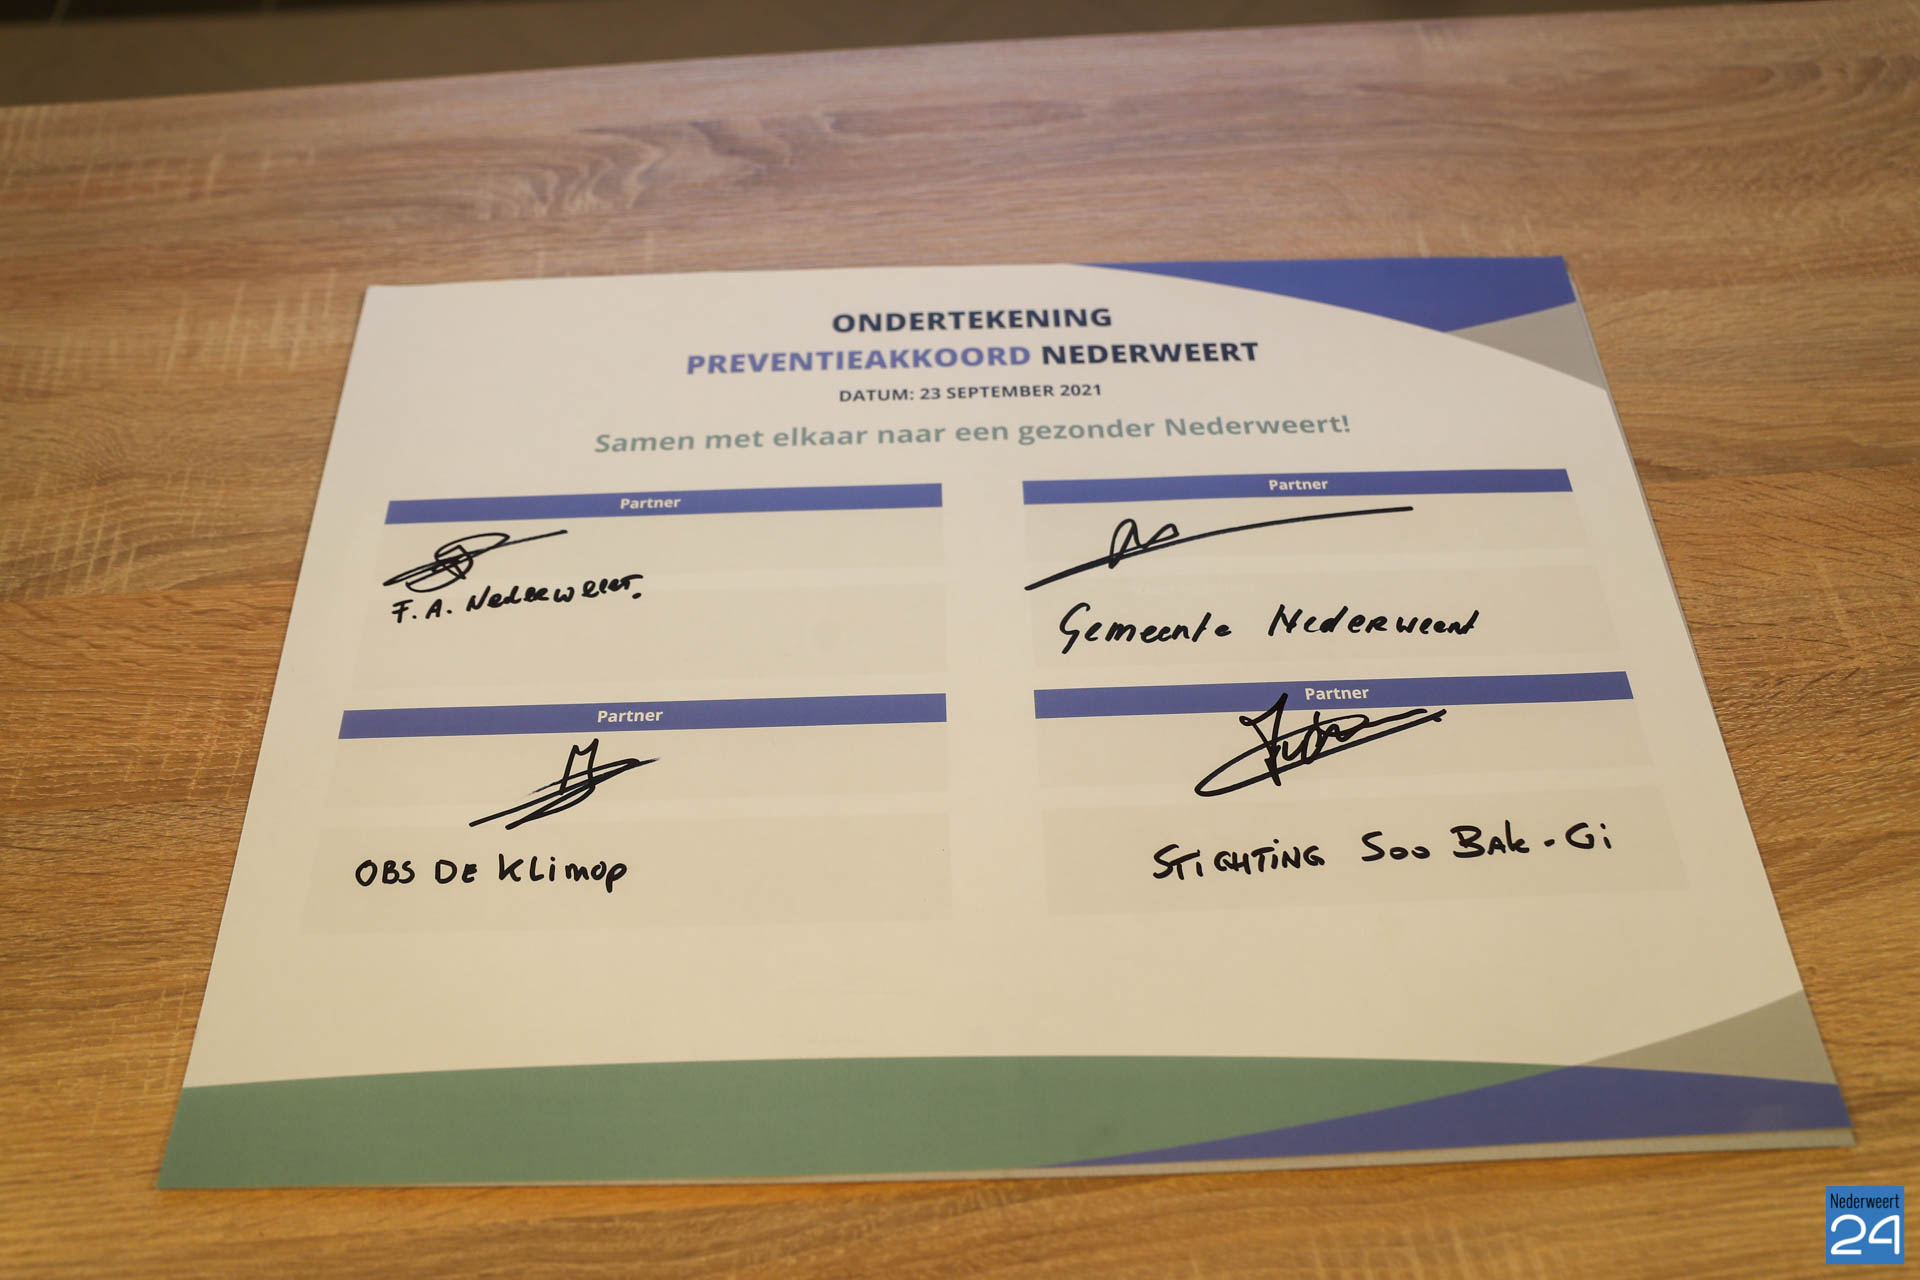 ONDERTEKENING
PREVENTIEAKKOORD NEDERWEERT
DATUM: 23 SEPTEMBER 2021
Samen met elkaar naar een gezonder Nederweert!
Partner
F.A. Nederweert.
Partner
Gemeente Nederweert
Partner
OBS DE Klimop
Partner
STICHTING Soo BAK-Gi
Nederweert
24